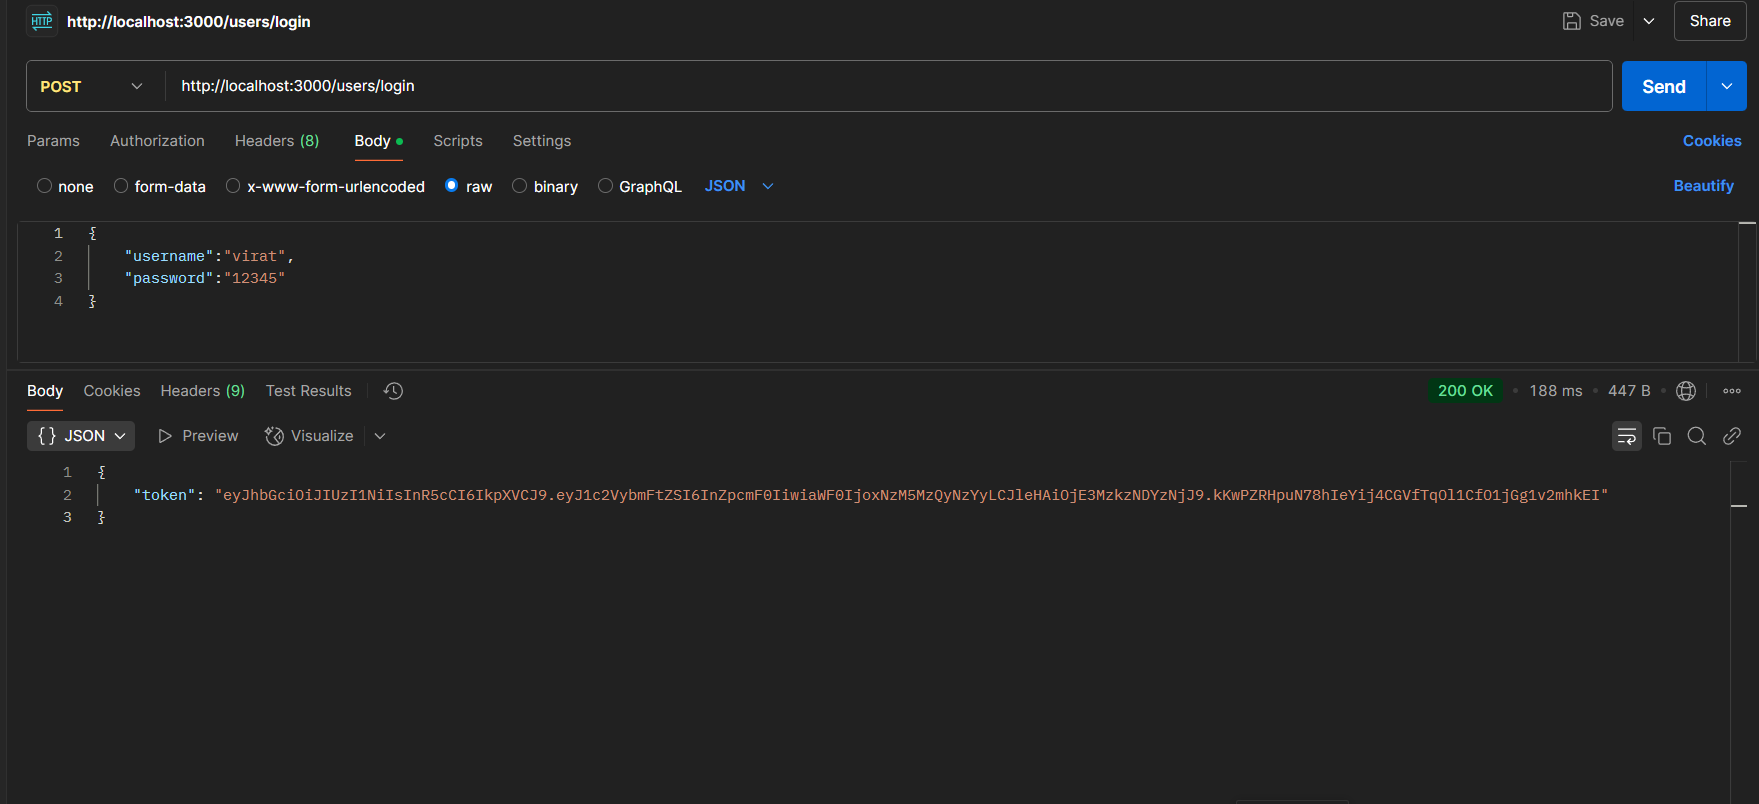 HTTP http://localhost:3000/users/login Save Share
POST http://localhost:3000/users/login Send
Params Authorization Headers (8) Body Scripts Settings Cookies
none form-data x-www-form-urlencoded raw binary GraphQL JSON Beautify
1 {
2 "username":"virat",
3 "password":"12345"
4 }
Body Cookies Headers (9) Test Results 200 OK • 188 ms • 447 B •
{} JSON Preview Visualize
1 {
2 "token": "eyJhbGciOiJIUzI1NiIsInR5cCI6IkpXVCJ9.eyJ1c2VybmFtZSI6InZpcmF0IiwiaWF0IjoxNzM5MzQyNzYyLCJleHAiOjE3MzkzNDYzNjJ9.kKwPZRHpuN78hIeYij4CGVfTqOl1CfO1jGg1v2mhkEI"
3 }